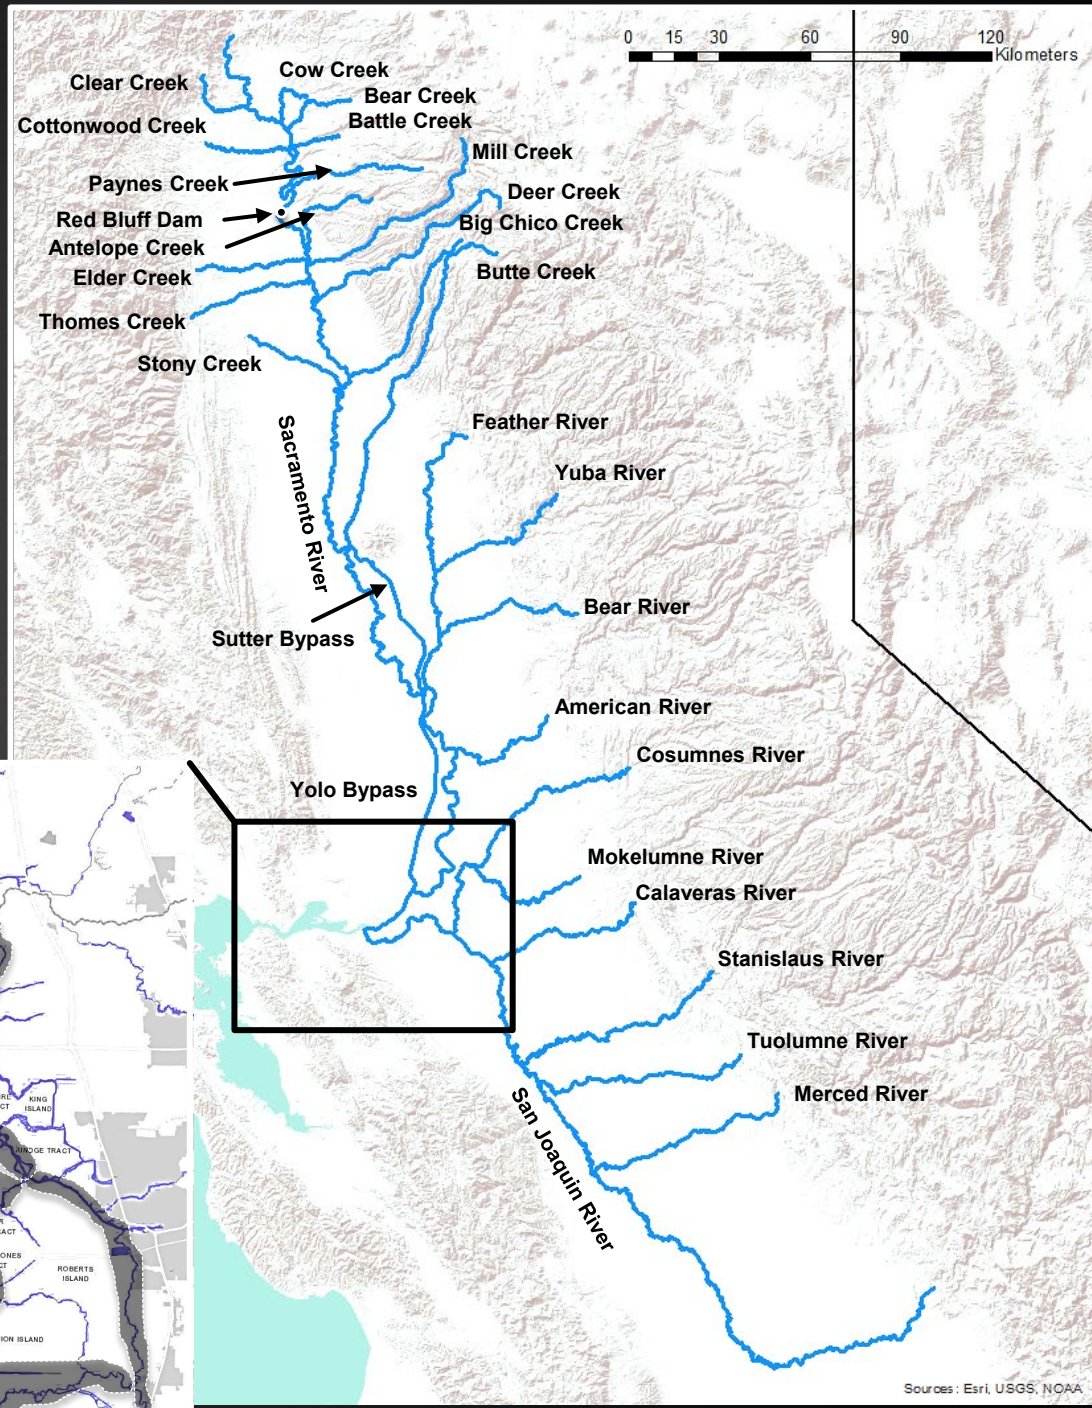 0 15 30 60 90 120
Kilometers
Clear Creek
Cow Creek
Bear Creek
Cottonwood Creek
Battle Creek
Mill Creek
Paynes Creek
Deer Creek
Red Bluff Dam
Big Chico Creek
Antelope Creek
Elder Creek
Butte Creek
Thomes Creek
Stony Creek
Sacramento River
Feather River
Yuba River
Sutter Bypass
Bear River
American River
Cosumnes River
Yolo Bypass
Mokelumne River
Calaveras River
Stanislaus River
Tuolumne River
Merced River
San Joaquin River
KING
ISLAND
ROBERTS
ISLAND
ISLAND
Sources: Esri, USGS, NOAA